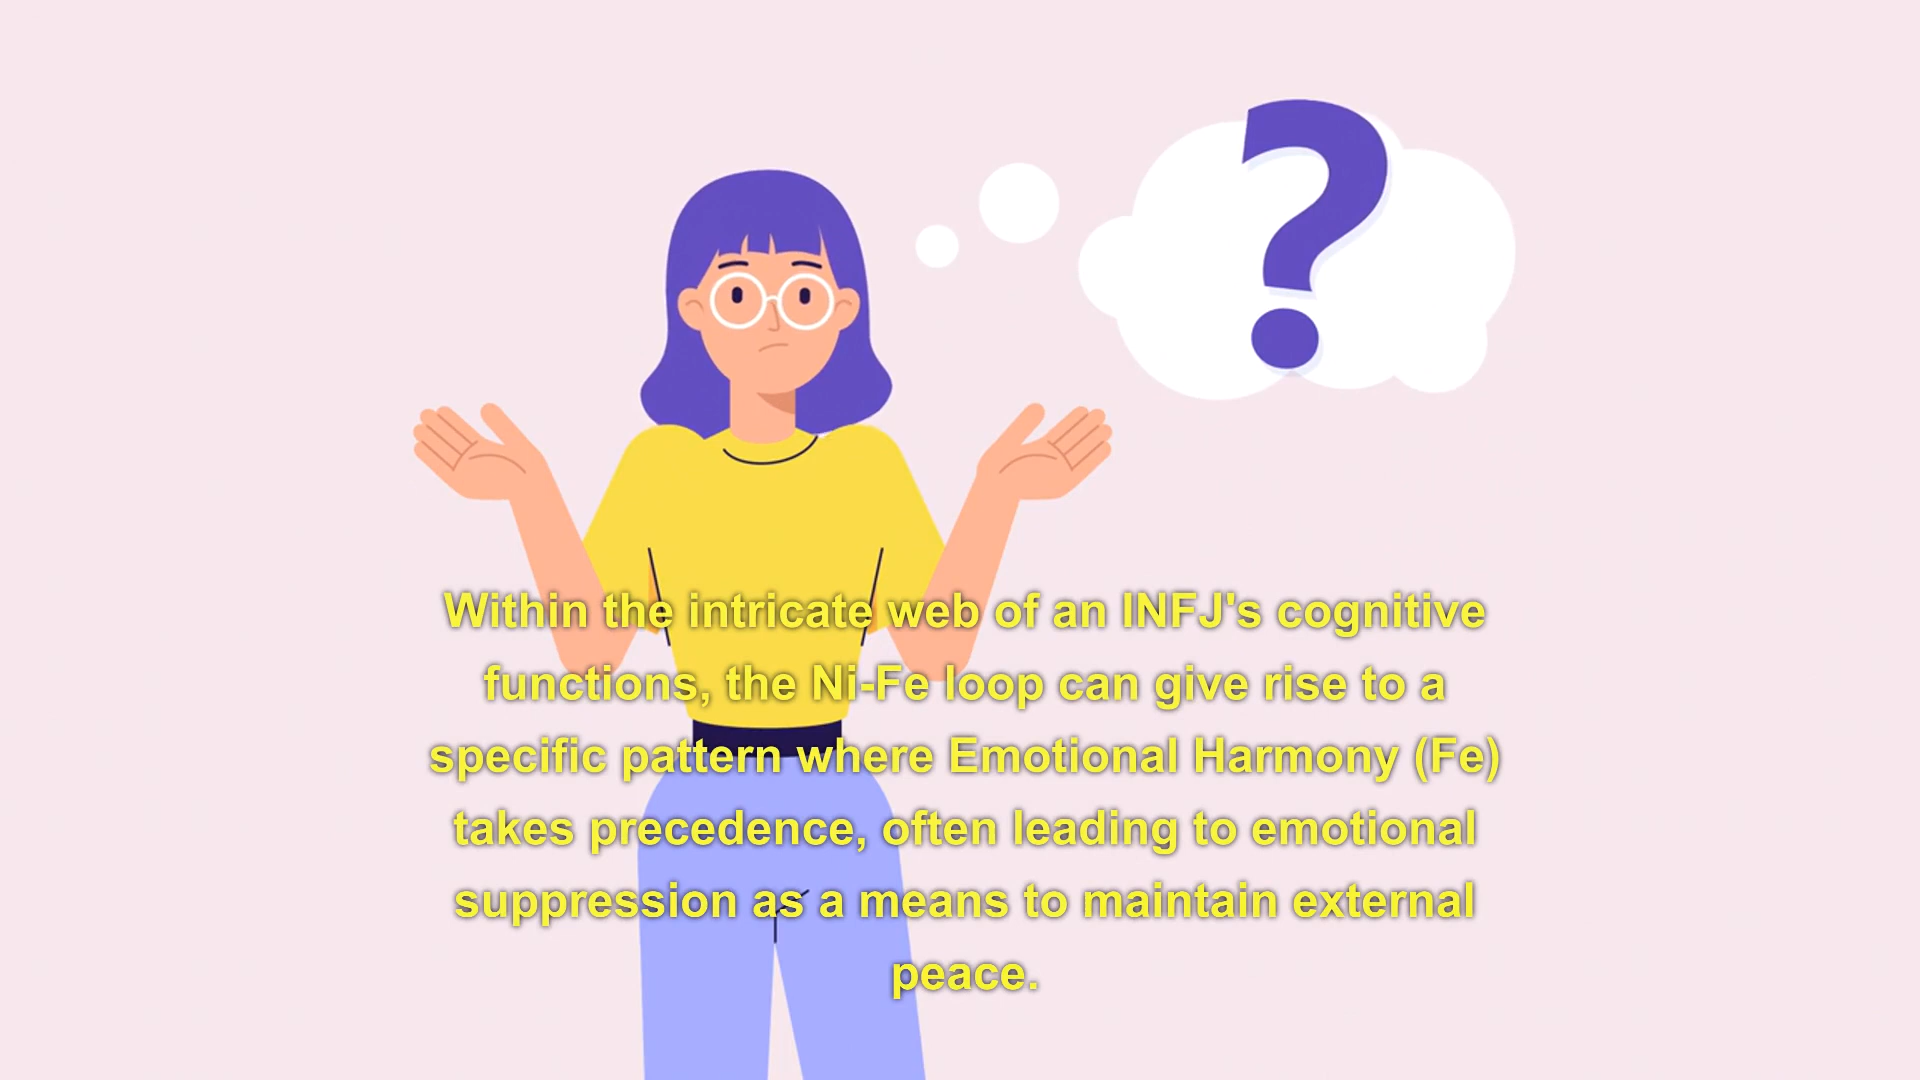 Within the intricate web of an INFJ's cognitive
functions, the Ni-Fe loop can give rise to a
specific pattern where Emotional Harmony (Fe)
takes precedence, often leading to emotional
suppression as a means to maintain external
peace.